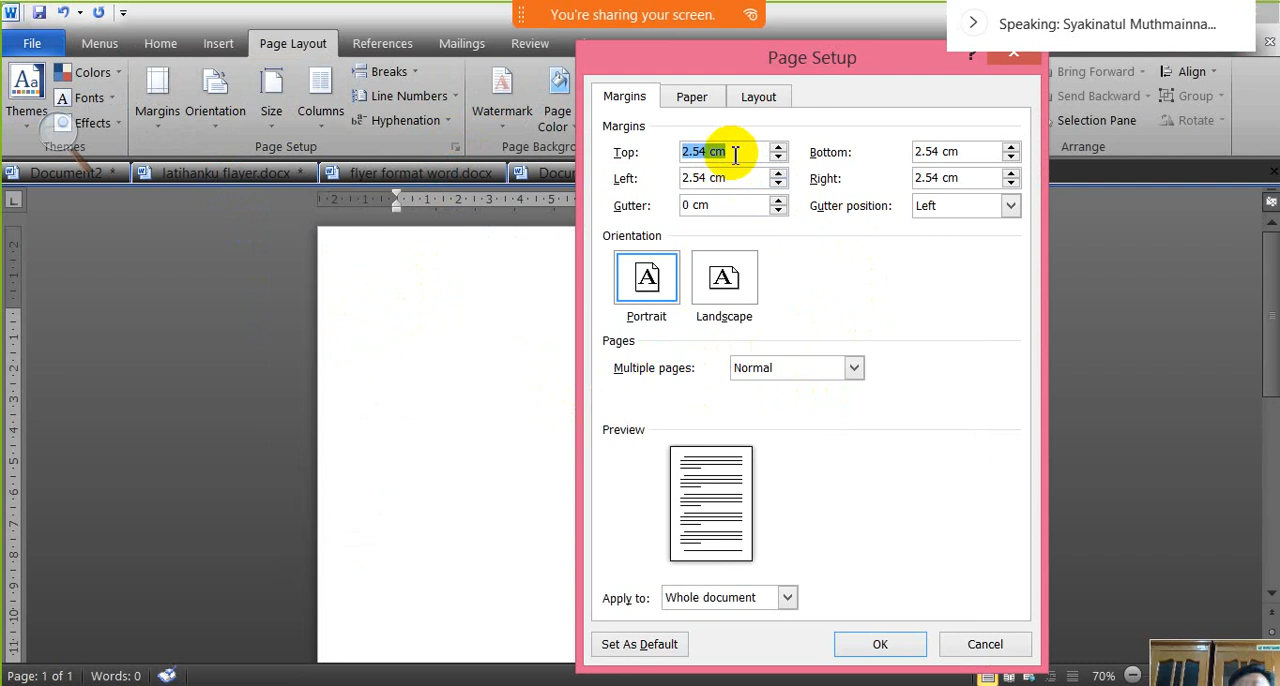 You're sharing your screen.
Speaking: Syakinatul Muthmainna...
File Menus Home Insert Page Layout References Mailings Review
Page Setup
Themes Colors Fonts Effects Margins Orientation Size Columns Breaks Line Numbers Hyphenation Watermark Page Color
Bring Forward Send Backward Selection Pane Align Group Rotate
Themes Page Setup Page Backgro Arrange
Document2 * latihanku flayer.docx * flyer format word.docx Docu
Margins Paper Layout
Margins
Top: 2.54 cm Bottom: 2.54 cm
Left: 2.54 cm Right: 2.54 cm
Gutter: 0 cm Gutter position: Left
Orientation
A A
Portrait Landscape
Pages
Multiple pages: Normal
Preview
Apply to: Whole document
Set As Default OK Cancel
Page: 1 of 1 Words: 0 70%